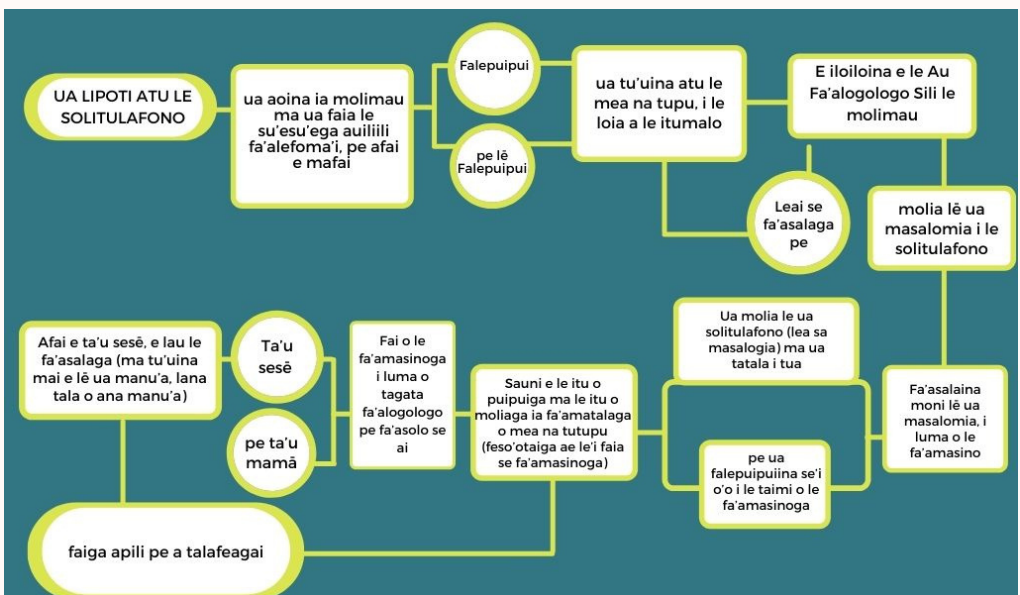 UA LIPOTI ATU LE
SOLITULAFONO
ua aoina ia molimau
ma ua faia le
su'esu'ega auiliili
fa'alefoma'i, pe afai
e mafai
Falepuipui
pe lē
Falepuipui
ua tu'uina atu le
mea na tupu, i le
loia a le itumalo
E iloiloina e le Au
Fa'alogologo Sili le
molimau
Leai se
fa'asalaga
pe
molia lē ua
masalomia i le
solitulafono
Fa'asalaina
moni lē ua
masalomia, i
luma o le
fa'amasino
Ua molia le ua
solitulafono (lea sa
masalogia) ma ua
tatala i tua
pe ua
falepuipuiina se'i
o'o i le taimi o le
fa'amasinoga
Sauni e le itu o
puipuiga ma le itu o
moliaga ia fa'amatalaga
o mea na tutupu
(feso'otaiga ae le'i faia
se fa'amasinoga)
Fai o le
fa'amasinoga
i luma o
tagata
fa'alogologo
pe fa'asolo se
ai
Ta'u
sesē
pe ta'u
mamā
Afai e ta'u sesē, e lau le
fa'asalaga (ma tu'uina
mai e lē ua manu'a, lana
tala o ana manu'a)
faiga apili pe a talafeagai